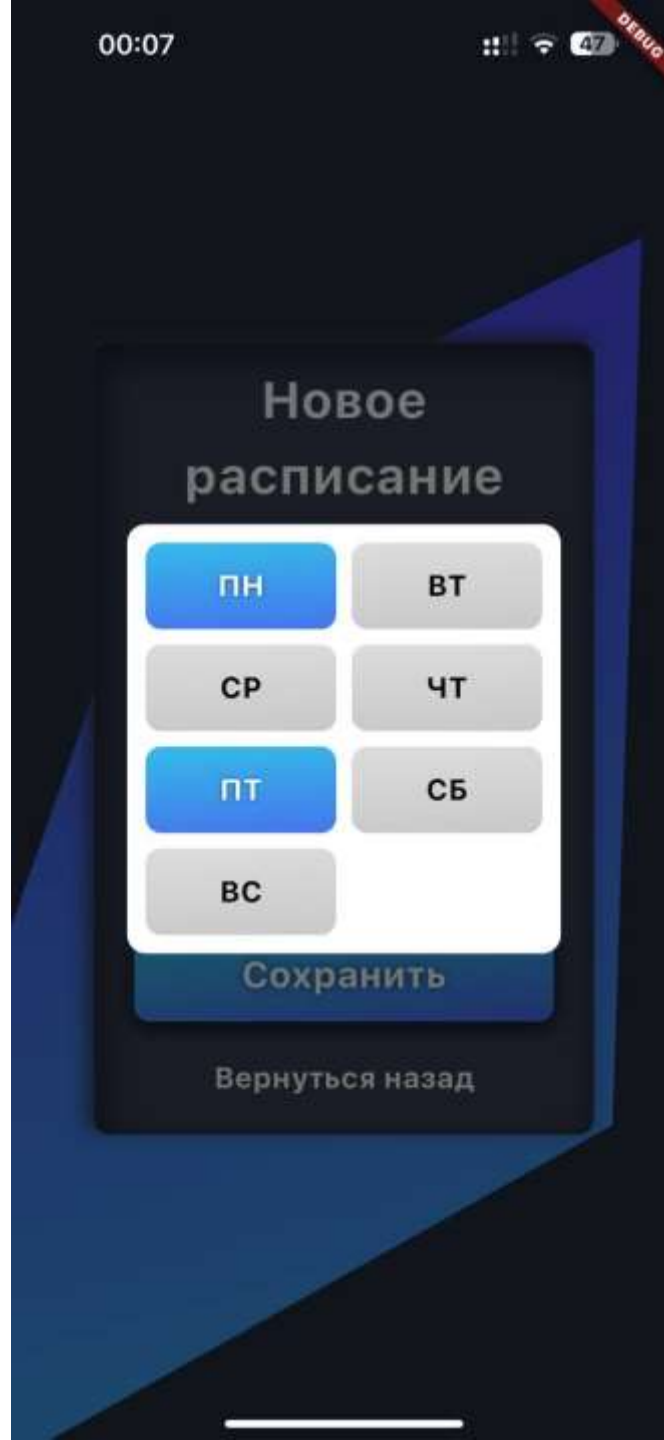 00:07
47
DEBUG
Новое
расписание
ПН
ВТ
СР
ЧТ
ПТ
СБ
ВС
Сохранить
Вернуться назад